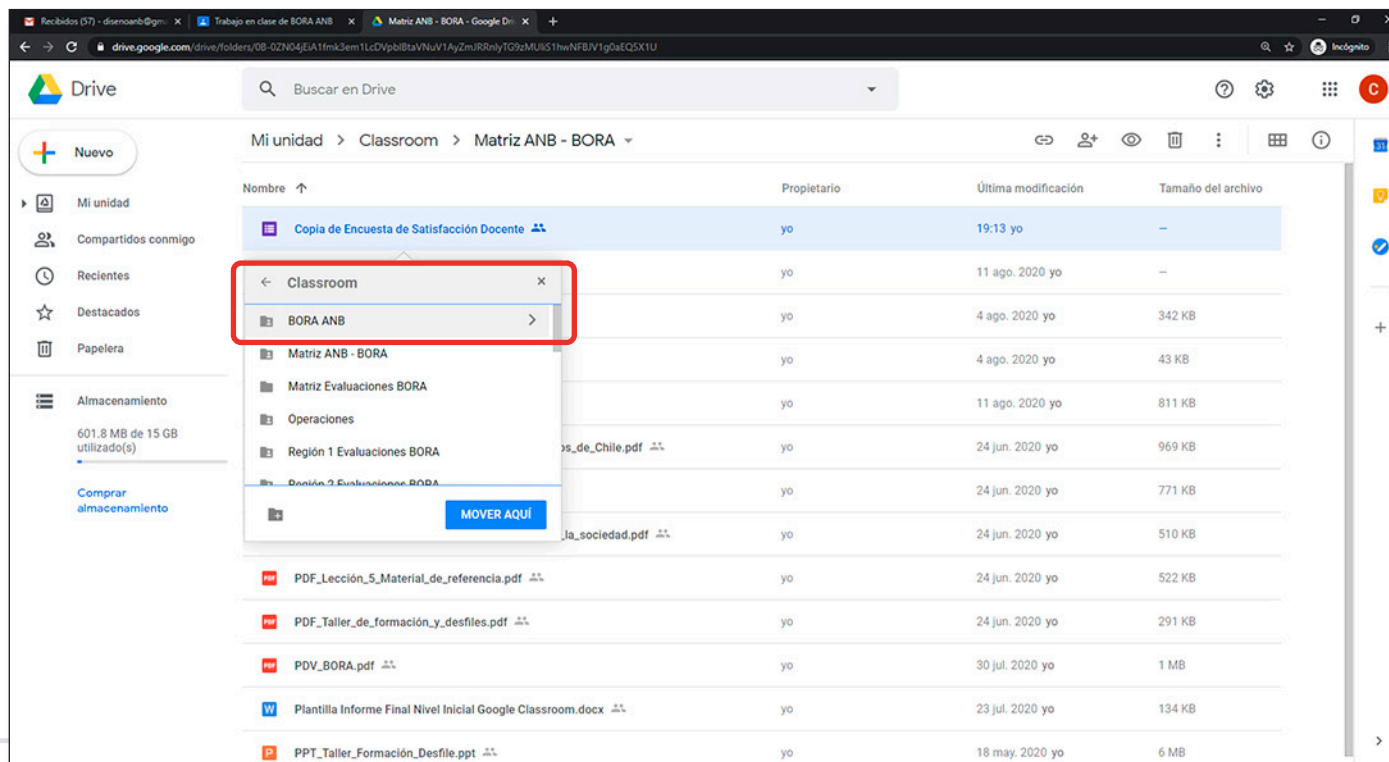 Recibidos (57) - disenoanb@gm
Trabajo en clase de BORA ANB
Matriz ANB - BORA - Google Dri
Incógnito
Drive
Buscar en Drive
C
Nuevo
Mi unidad > Classroom > Matriz ANB - BORA
31
Nombre
Propietario
Última modificación
Tamaño del archivo
Mi unidad
Copia de Encuesta de Satisfacción Docente
yo
19:13 yo
—
Compartidos conmigo
Recientes
yo
11 ago. 2020 yo
—
Classroom
Destacados
BORA ANB
yo
4 ago. 2020 yo
342 KB
Papelera
Matriz ANB - BORA
yo
4 ago. 2020 yo
43 KB
Matriz Evaluaciones BORA
Almacenamiento
yo
11 ago. 2020 yo
811 KB
Operaciones
601.8 MB de 15 GB
utilizado(s)
Región 1 Evaluaciones BORA
os_de_Chile.pdf
yo
24 jun. 2020 yo
969 KB
Región 2 Evaluaciones BORA
Comprar
almacenamiento
yo
24 jun. 2020 yo
771 KB
MOVER AQUÍ
_la_sociedad.pdf
yo
24 jun. 2020 yo
510 KB
PDF_Lección_5_Material_de_referencia.pdf
yo
24 jun. 2020 yo
522 KB
PDF_Taller_de_formación_y_desfiles.pdf
yo
24 jun. 2020 yo
291 KB
PDV_BORA.pdf
yo
30 jul. 2020 yo
1 MB
W
Plantilla Informe Final Nivel Inicial Google Classroom.docx
yo
23 jul. 2020 yo
134 KB
P
PPT_Taller_Formación_Desfile.ppt
yo
18 may. 2020 yo
6 MB